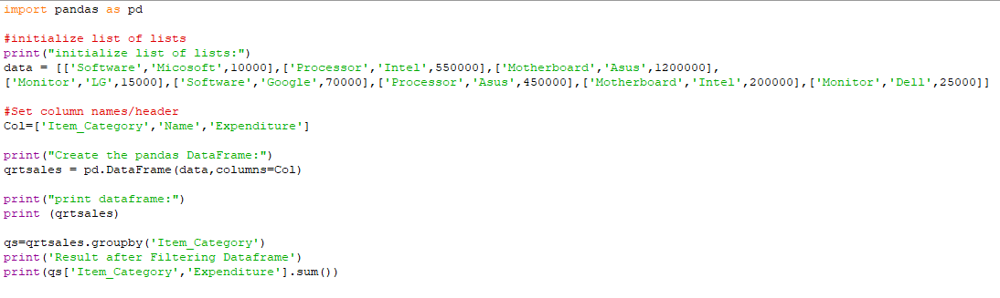 import pandas as pd
#initialize list of lists
print("initialize list of lists:")
data = [['Software','Micosoft',10000],['Processor','Intel',550000],['Motherboard','Asus',1200000],
['Monitor','LG',15000],['Software','Google',70000],['Processor','Asus',450000],['Motherboard','Intel',200000],['Monitor','Dell',25000]]
#Set column names/header
Col=['Item_Category','Name','Expenditure']
print("Create the pandas DataFrame:")
qrtsales = pd.DataFrame(data,columns=Col)
print("print dataframe:")
print (qrtsales)
qs=qrtsales.groupby('Item_Category')
print('Result after Filtering Dataframe')
print(qs['Item_Category','Expenditure'].sum())